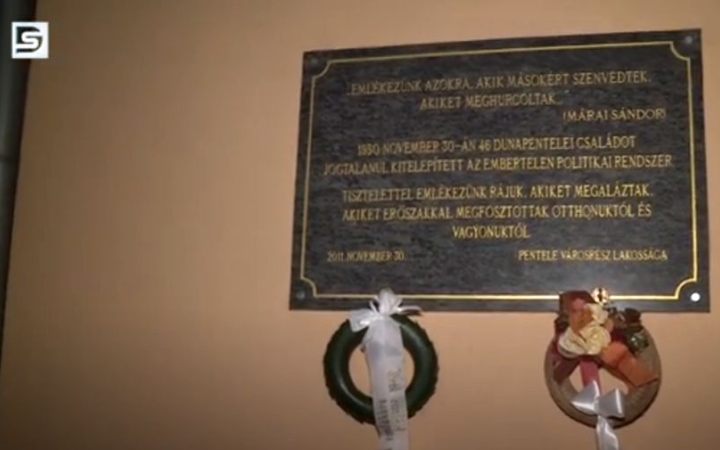 DS
"EMLÉKEZÜNK AZOKRA, AKIK MÁSOKÉRT SZENVEDTEK,
AKIKET MEGHURCOLTAK..."
(MÁRAI SÁNDOR)
1950 NOVEMBER 30-ÁN 46 DUNAPENTELEI CSALÁDOT
JOGTALANUL KITELEPÍTETT AZ EMBERTELEN POLITIKAI RENDSZER
TISZTELETTEL EMLÉKEZÜNK RÁJUK, AKIKET MEGALÁZTAK,
AKIKET ERŐSZAKKAL MEGFOSZTOTTAK OTTHONUKTÓL ÉS
VAGYONUKTÓL
2011. NOVEMBER 30.
PENTELE VÁROSRÉSZ LAKOSSÁGA